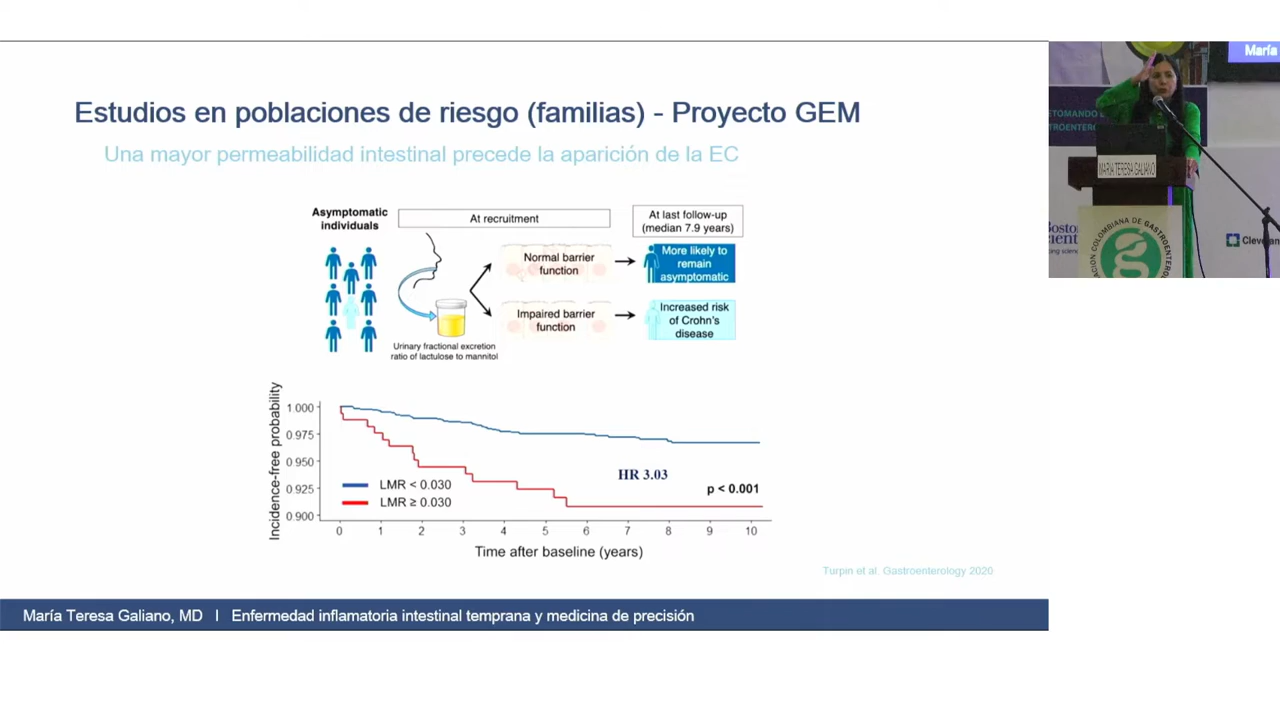 Estudios en poblaciones de riesgo (familias) - Proyecto GEM
Una mayor permeabilidad intestinal precede la aparición de la EC
Asymptomatic
individuals
At recruitment
At last follow-up
(median 7.9 years)
Normal barrier
function
More likely to
remain
asymptomatic
Impaired barrier
function
Increased risk
of Crohn's
disease
Urinary fractional excretion
ratio of lactulose to mannitol
Incidence-free probability
1.000
0.975
0.950
0.925
0.900
LMR < 0.030
LMR ≥ 0.030
HR 3.03
p < 0.001
0 1 2 3 4 5 6 7 8 9 10
Time after baseline (years)
Turpin et al. Gastroenterology 2020
María Teresa Galiano, MD I Enfermedad inflamatoria intestinal temprana y medicina de precisión
María
MARIA TERESA GALIANO
COLOMBIANA DE GASTROENTEROL